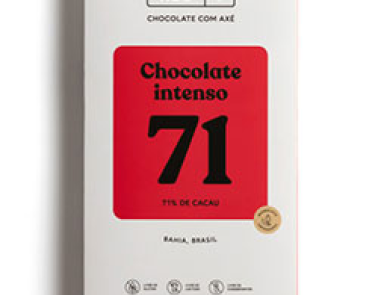 CHOCOLATE COM AXÉ
Chocolate
intenso
71
71% DE CACAU
BAHIA, BRASIL